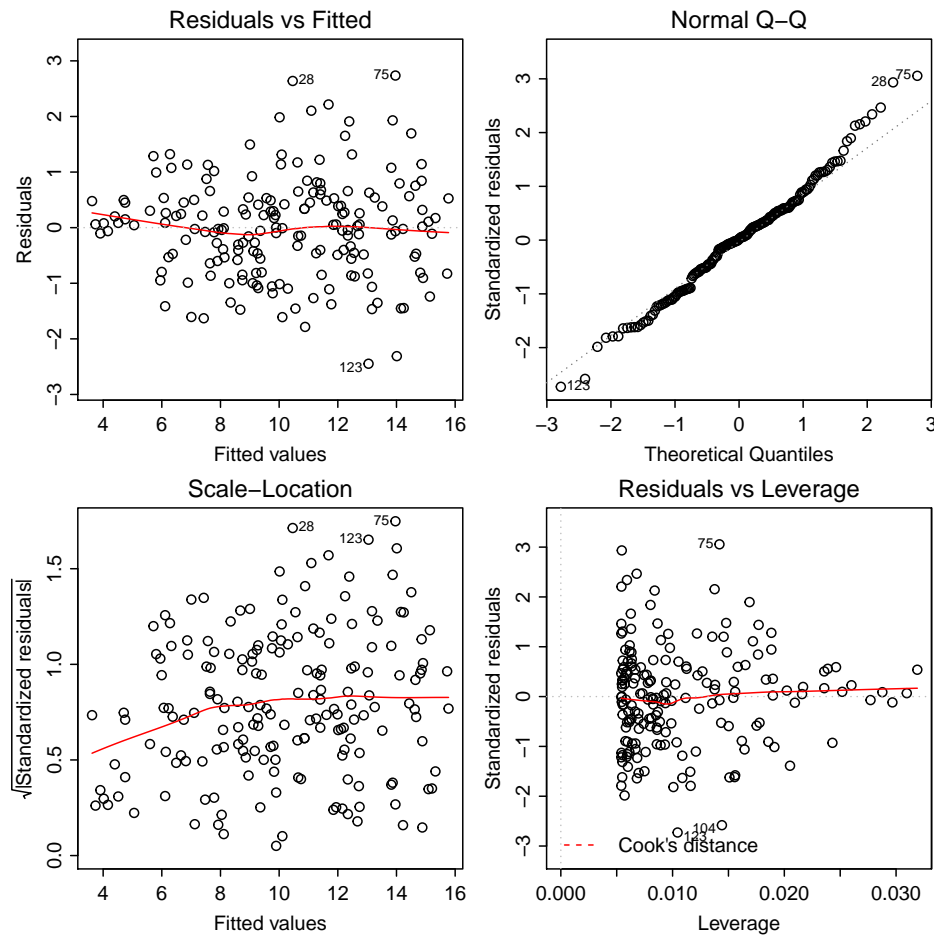 Residuals vs Fitted
3
2
1
0
−1
−2
−3
Residuals
28
75
123
4 6 8 10 12 14 16
Fitted values
Normal Q−Q
3
2
1
0
−1
−2
Standardized residuals
28
75
123
−3 −2 −1 0 1 2 3
Theoretical Quantiles
Scale−Location
1.5
1.0
0.5
0.0
√|Standardized residuals|
28
75
123
4 6 8 10 12 14 16
Fitted values
Residuals vs Leverage
3
2
1
0
−1
−2
−3
Standardized residuals
75
104
123
Cook's distance
0.000 0.010 0.020 0.030
Leverage